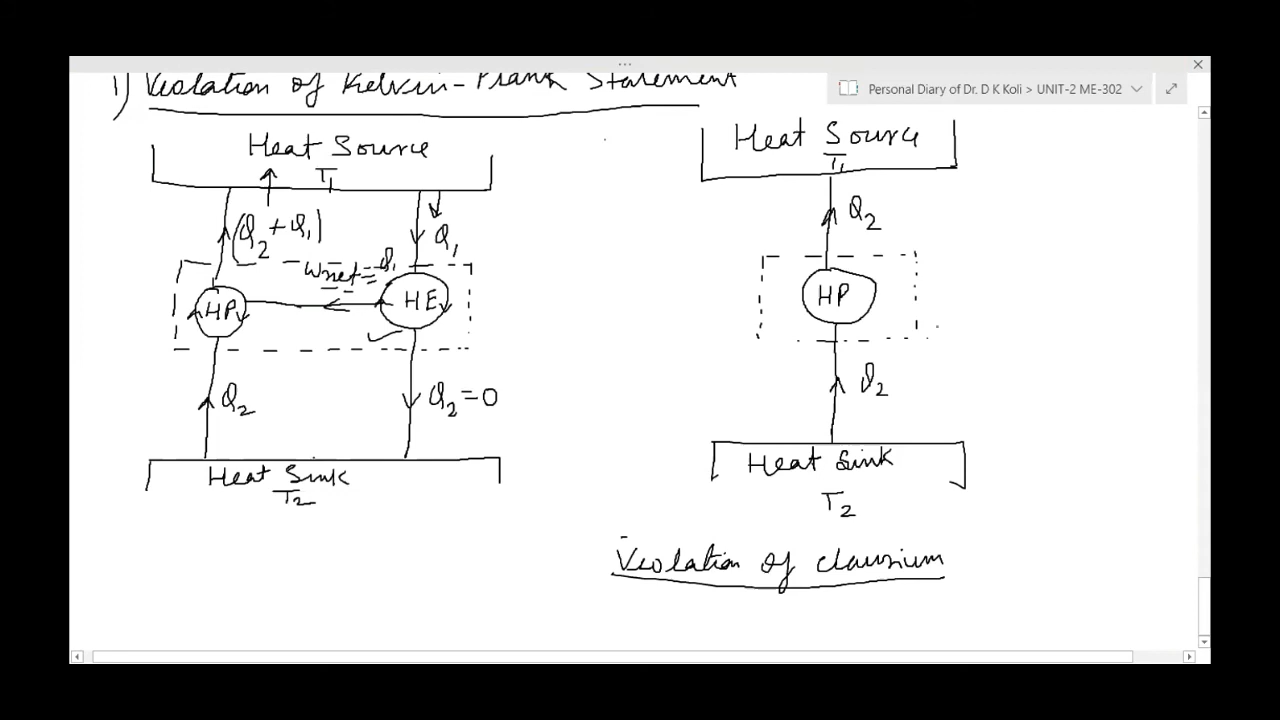 1) Violation of Kelvin-Plank Statement
Personal Diary of Dr. D K Koli > UNIT-2 ME-302
Heat Source
T1
(Q2 + Q1)
Q1
Wnet = Q1
HP
HE
Q2
Q2 = 0
Heat Sink
T2
Heat Source
T1
Q2
HP
Q2
Heat Sink
T2
Violation of clausium